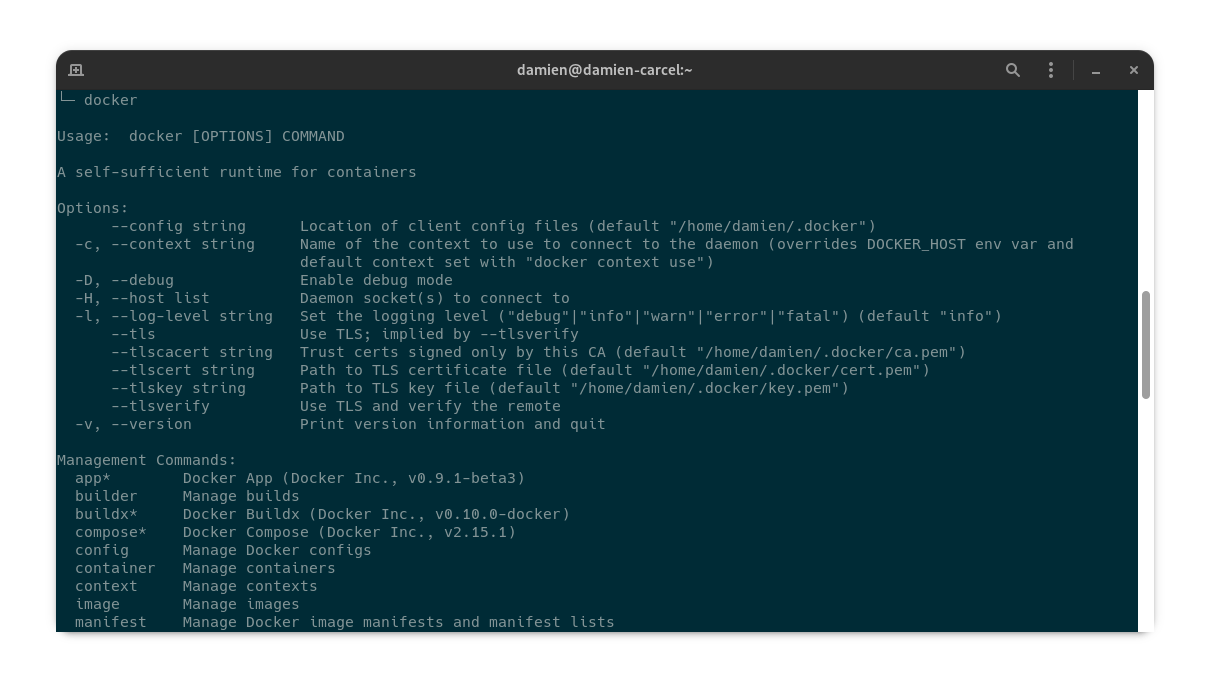 damien@damien-carcel:~
└─ docker
Usage:  docker [OPTIONS] COMMAND
A self-sufficient runtime for containers
Options:
      --config string      Location of client config files (default "/home/damien/.docker")
  -c, --context string     Name of the context to use to connect to the daemon (overrides DOCKER_HOST env var and
                           default context set with "docker context use")
  -D, --debug              Enable debug mode
  -H, --host list          Daemon socket(s) to connect to
  -l, --log-level string   Set the logging level ("debug"|"info"|"warn"|"error"|"fatal") (default "info")
      --tls                Use TLS; implied by --tlsverify
      --tlscacert string   Trust certs signed only by this CA (default "/home/damien/.docker/ca.pem")
      --tlscert string     Path to TLS certificate file (default "/home/damien/.docker/cert.pem")
      --tlskey string      Path to TLS key file (default "/home/damien/.docker/key.pem")
      --tlsverify          Use TLS and verify the remote
  -v, --version            Print version information and quit
Management Commands:
  app*        Docker App (Docker Inc., v0.9.1-beta3)
  builder     Manage builds
  buildx*     Docker Buildx (Docker Inc., v0.10.0-docker)
  compose*    Docker Compose (Docker Inc., v2.15.1)
  config      Manage Docker configs
  container   Manage containers
  context     Manage contexts
  image       Manage images
  manifest    Manage Docker image manifests and manifest lists